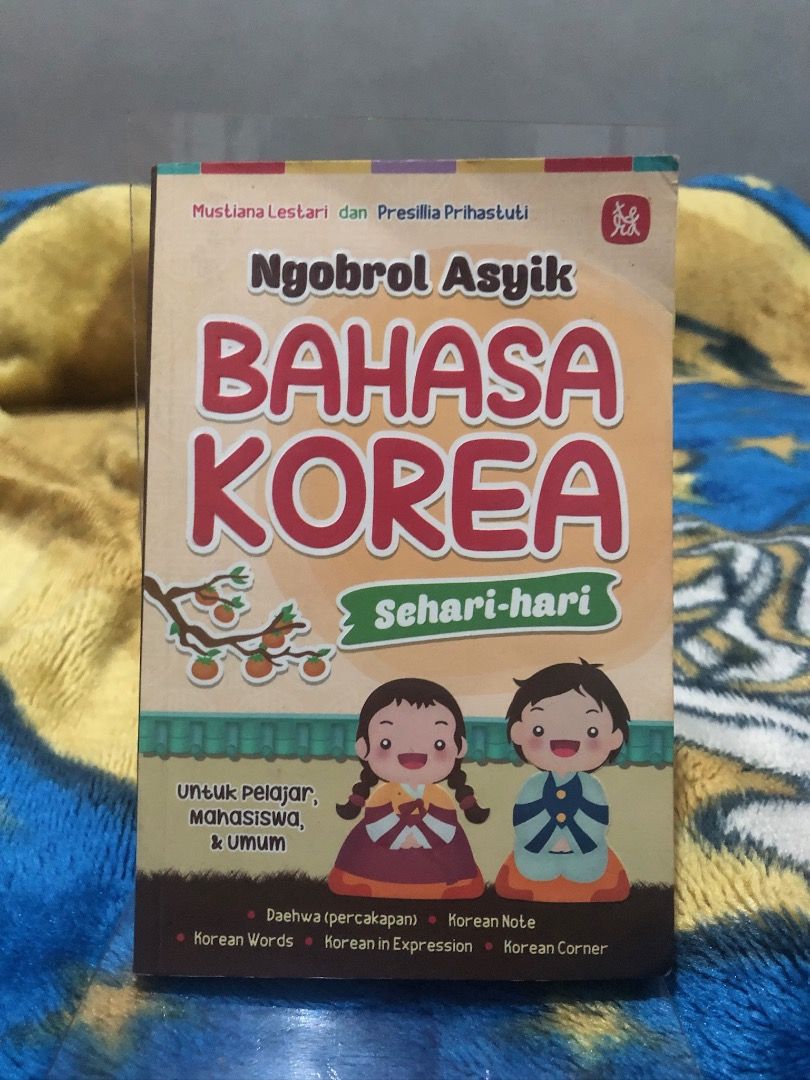 Mustiana Lestari dan Presillia Prihastuti
Ngobrol Asyik
BAHASA
KOREA
Sehari-hari
Untuk Pelajar,
Mahasiswa,
& Umum
• Daehwa (percakapan) • Korean Note
• Korean Words • Korean in Expression • Korean Corner